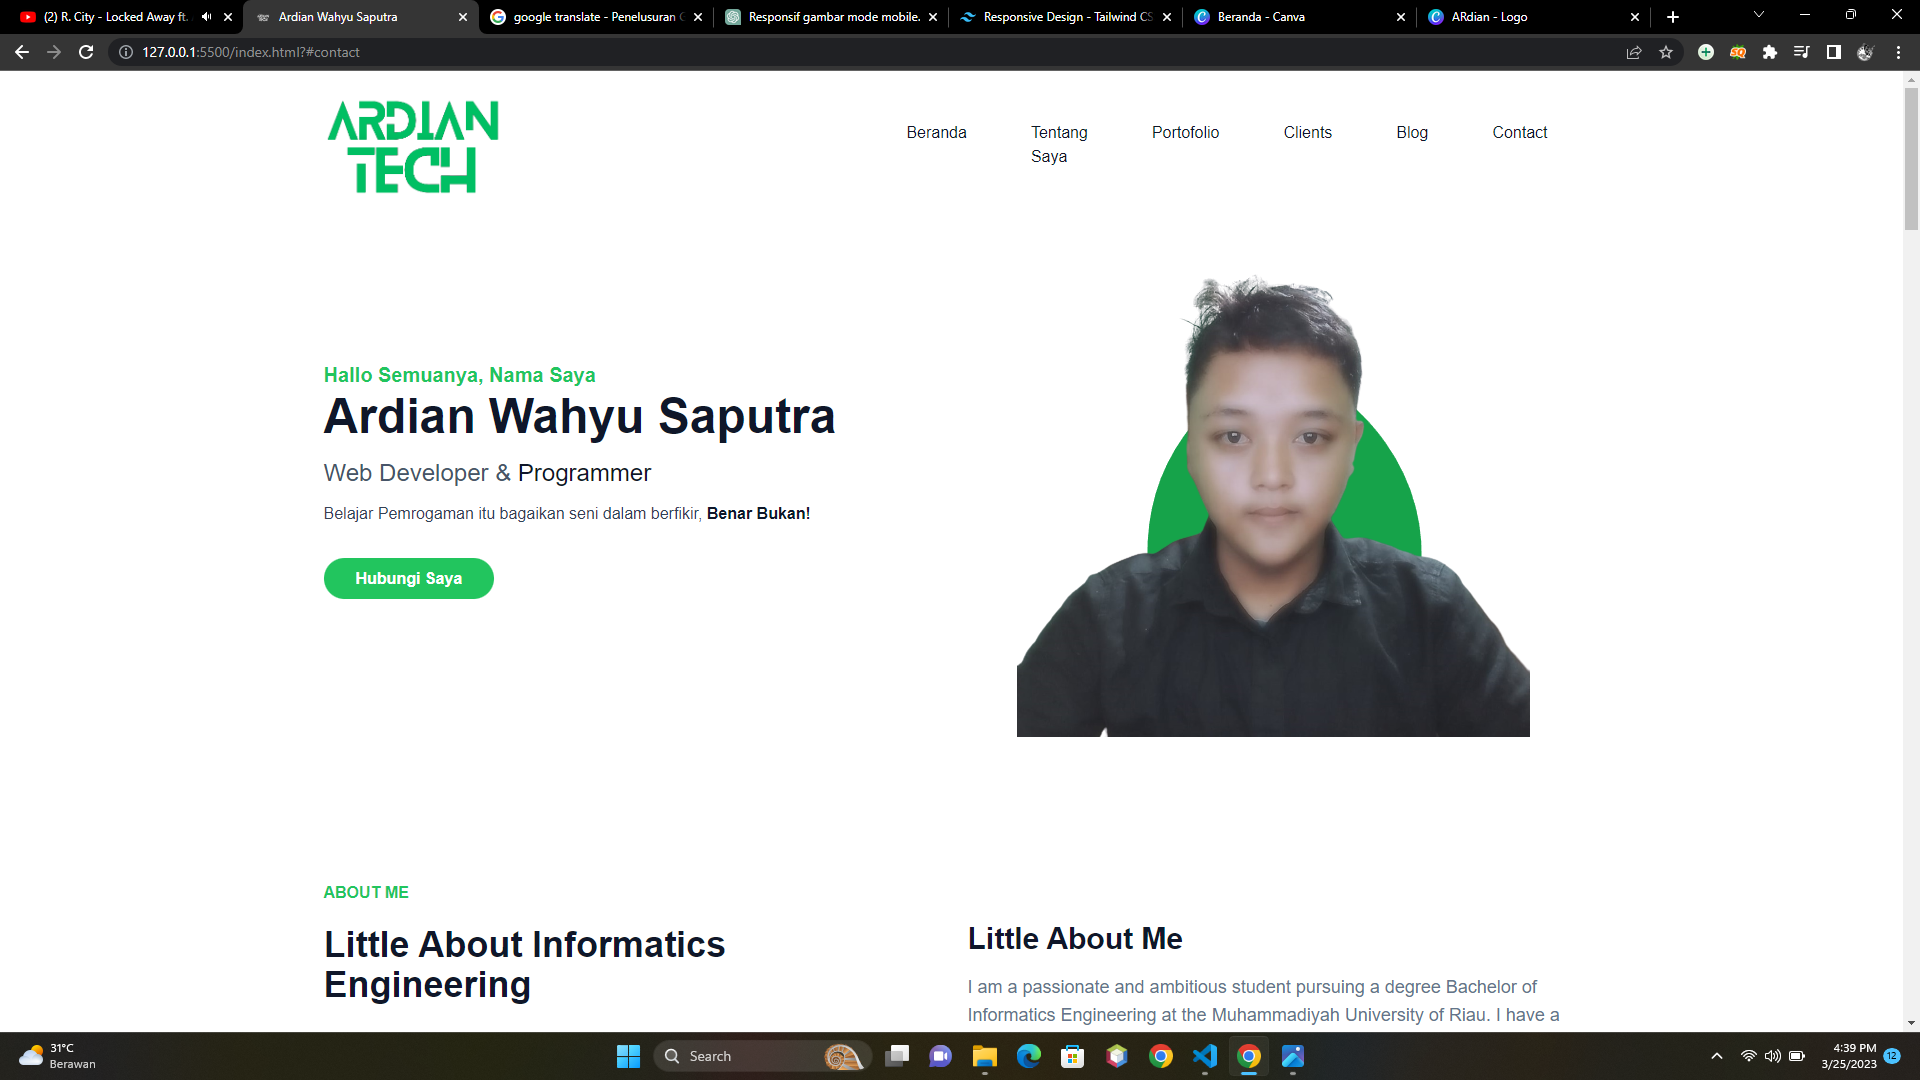 (2) R. City - Locked Away ft.
Ardian Wahyu Saputra
google translate - Penelusuran
Responsif gambar mode mobile.
Responsive Design - Tailwind CS
Beranda - Canva
ARdian - Logo
127.0.0.1:5500/index.html?#contact
ARDIAN
TECH
Beranda
Tentang
Saya
Portofolio
Clients
Blog
Contact
Hallo Semuanya, Nama Saya
Ardian Wahyu Saputra
Web Developer & Programmer
Belajar Pemrogaman itu bagaikan seni dalam berfikir, Benar Bukan!
Hubungi Saya
ABOUT ME
Little About Informatics
Engineering
Little About Me
I am a passionate and ambitious student pursuing a degree Bachelor of
Informatics Engineering at the Muhammadiyah University of Riau. I have a
31°C
Berawan
Search
4:39 PM
3/25/2023
12